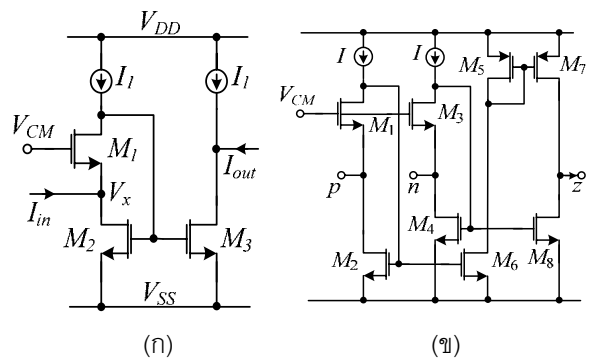 V_DD
I_1 I_1
V_CM M_1
I_in V_x I_out
M_2 M_3
V_SS
(ก)
I I M_5 M_7
V_CM M_1 M_3
p n z
M_4
M_2 M_6 M_8
(ข)